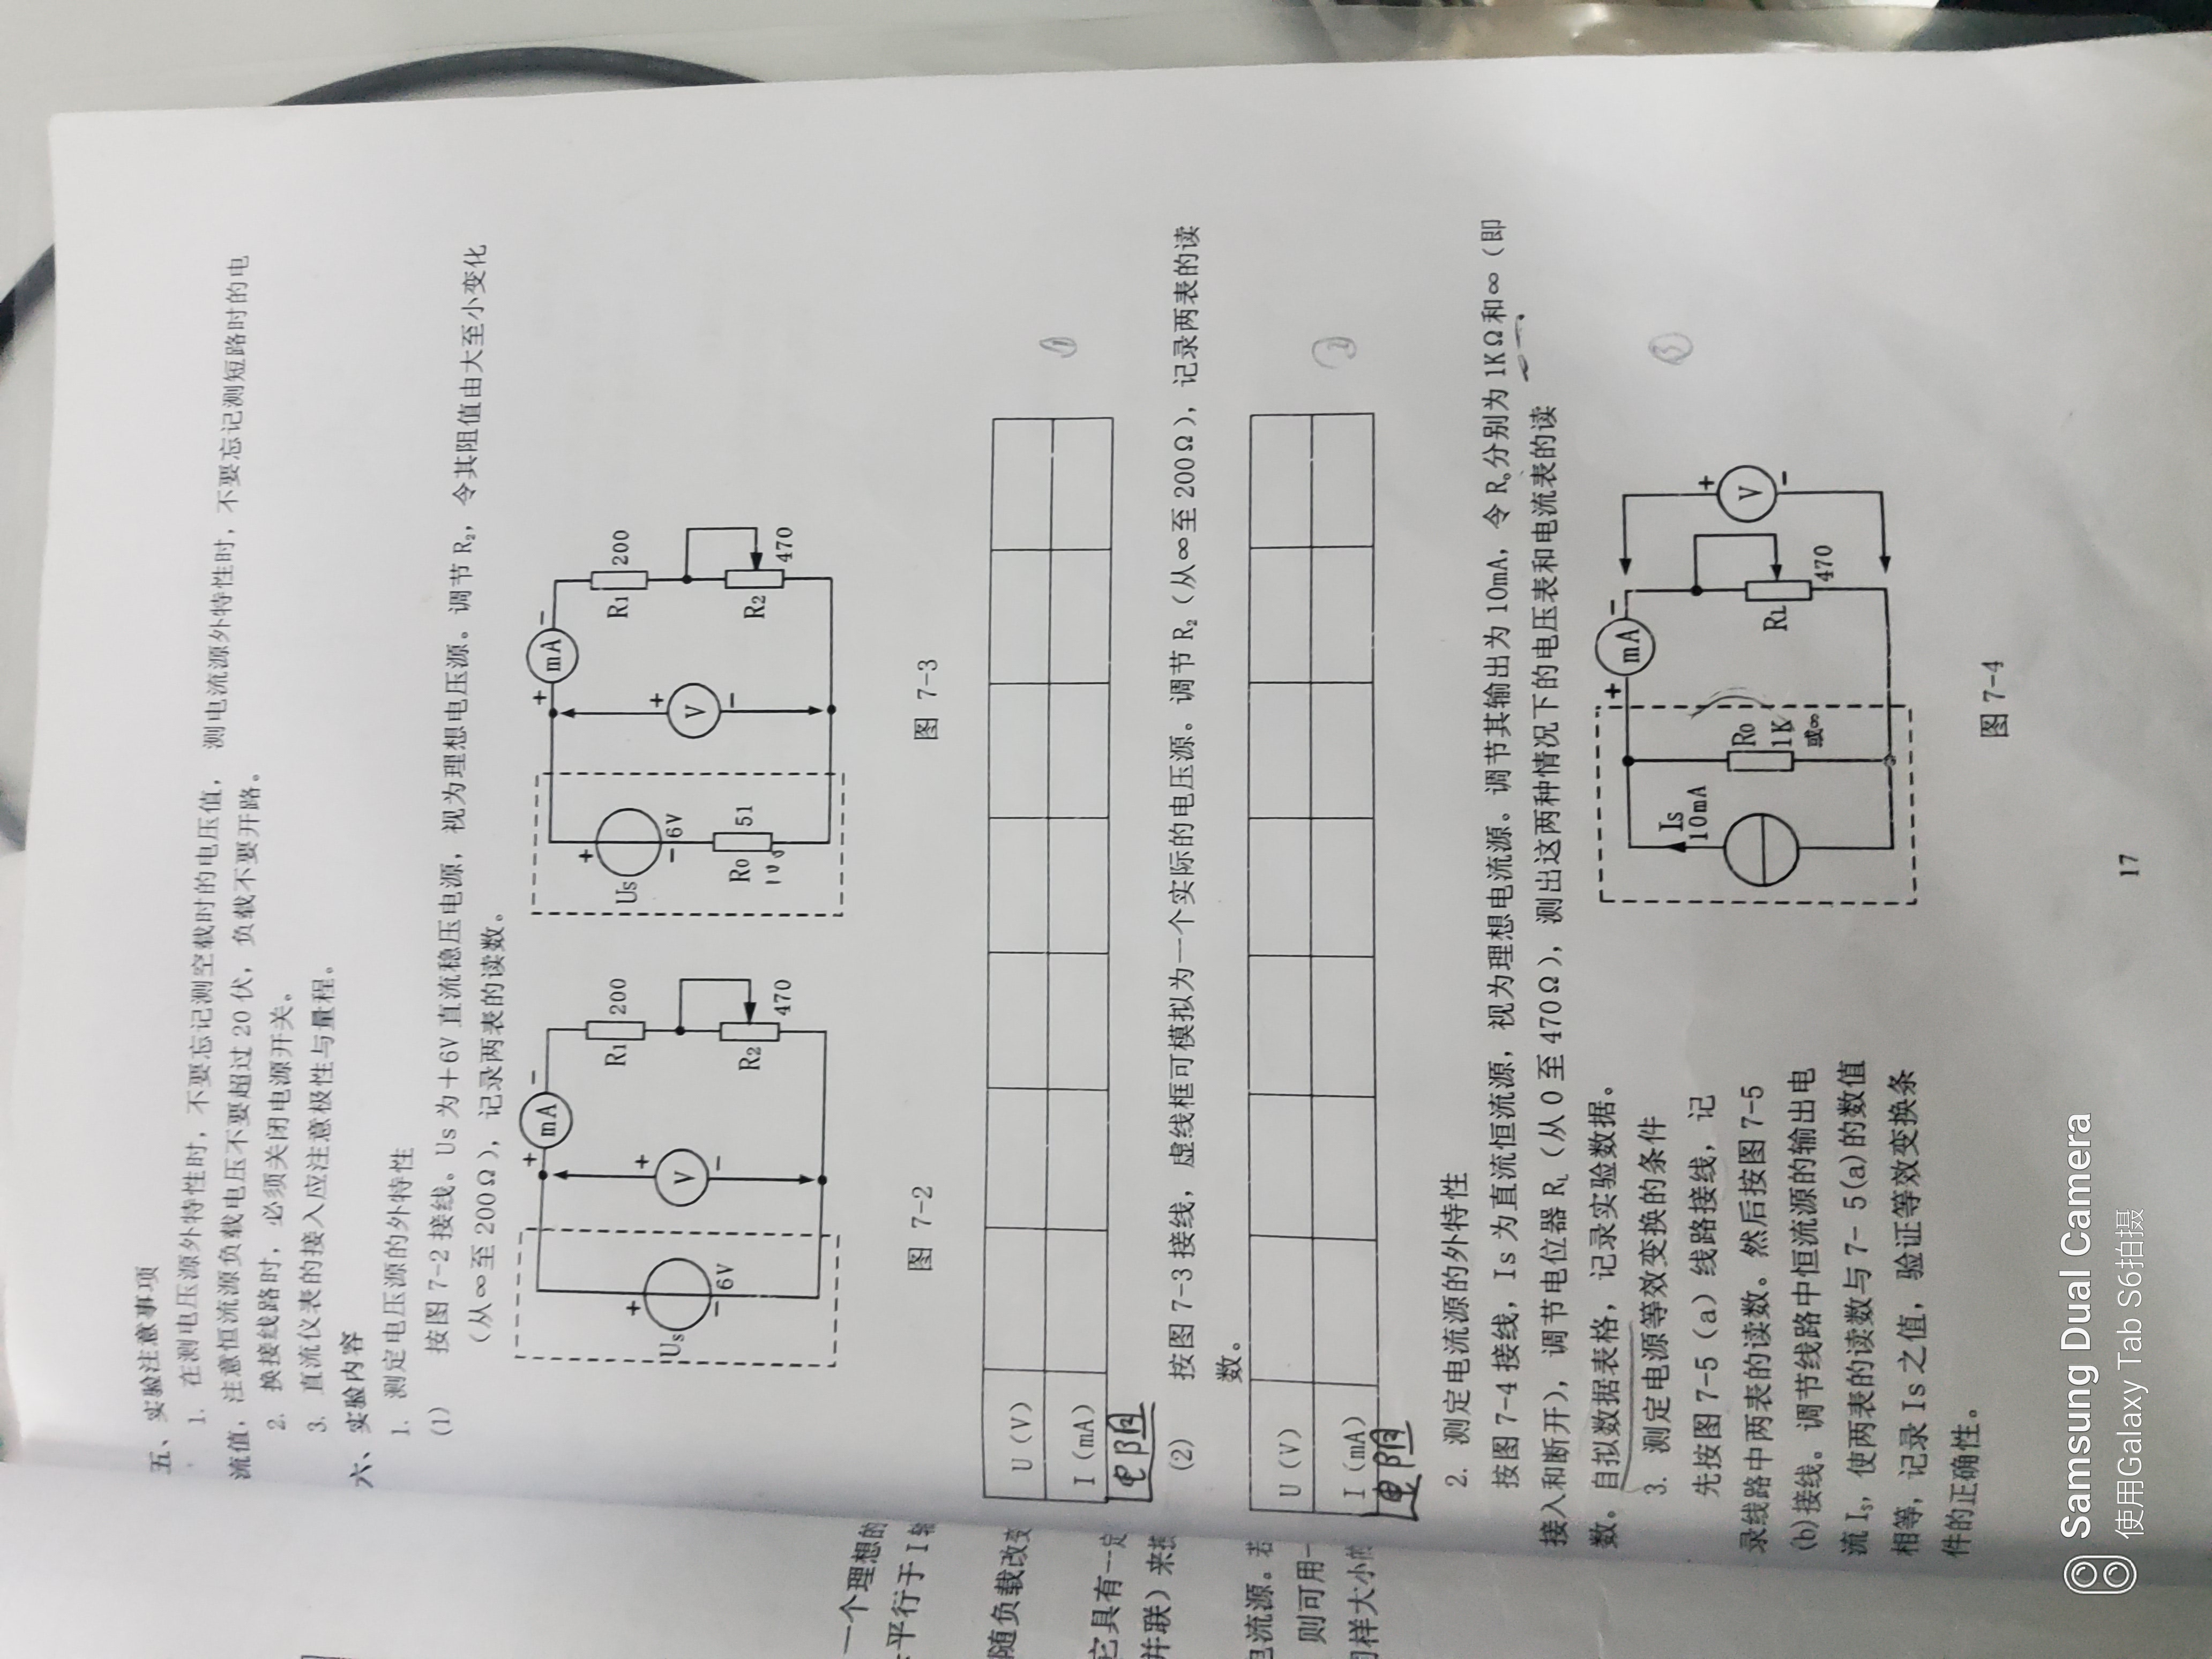 五、实验注意事项
1. 在测电压源外特性时，不要忘记测空载时的电压值， 测电流源外特性时，不要忘记测短路时的电
流值，注意恒流源负载电压不要超过 20 伏，负载不要开路。
2. 换接线路时，必须关闭电源开关。
3. 直流仪表的接入应注意极性与量程。
六、实验内容
1. 测定电压源的外特性
(1) 按图 7-2 接线。Us 为＋6V 直流稳压电源，视为理想电压源。调节 R₂，令其阻值由大至小变化
（从∞至 200Ω），记录两表的读数。
+ mA −
R1 200
+
Us
− 6V
+
V
−
R2
470
+ mA −
+
Us
− 6V
R1 200
+
V
−
R0 51
100
R2
470
图 7-2
图 7-3
U（V）
I（mA）
电阻
①
(2) 按图 7-3 接线，虚线框可模拟为一个实际的电压源。调节 R₂（从∞至 200Ω），记录两表的读
数。
U（V）
I（mA）
电阻
②
2. 测定电流源的外特性
按图 7-4 接线，Is 为直流恒流源，视为理想电流源。调节其输出为 10mA，令 R₀分别为 1KΩ和∞（即
接入和断开），调节电位器 RL（从 0 至 470Ω），测出这两种情况下的电压表和电流表的读
数。自拟数据表格，记录实验数据。
3. 测定电源等效变换的条件
先按图 7-5（a）线路接线，记
录线路中两表的读数。然后按图 7-5
(b)接线。调节线路中恒流源的输出电
流 Is，使两表的读数与 7- 5(a)的数值
相等，记录 Is 之值，验证等效变换条
件的正确性。
+ mA −
Is
10mA
R0
1K
或∞
RL
470
+
V
−
③
图 7-4
17
一个理想的
平行于 I 轴
随负载改变
它具有一定
并联）来
电流源。若
则可用一
同样大小的
Samsung Dual Camera
使用Galaxy Tab S6拍摄